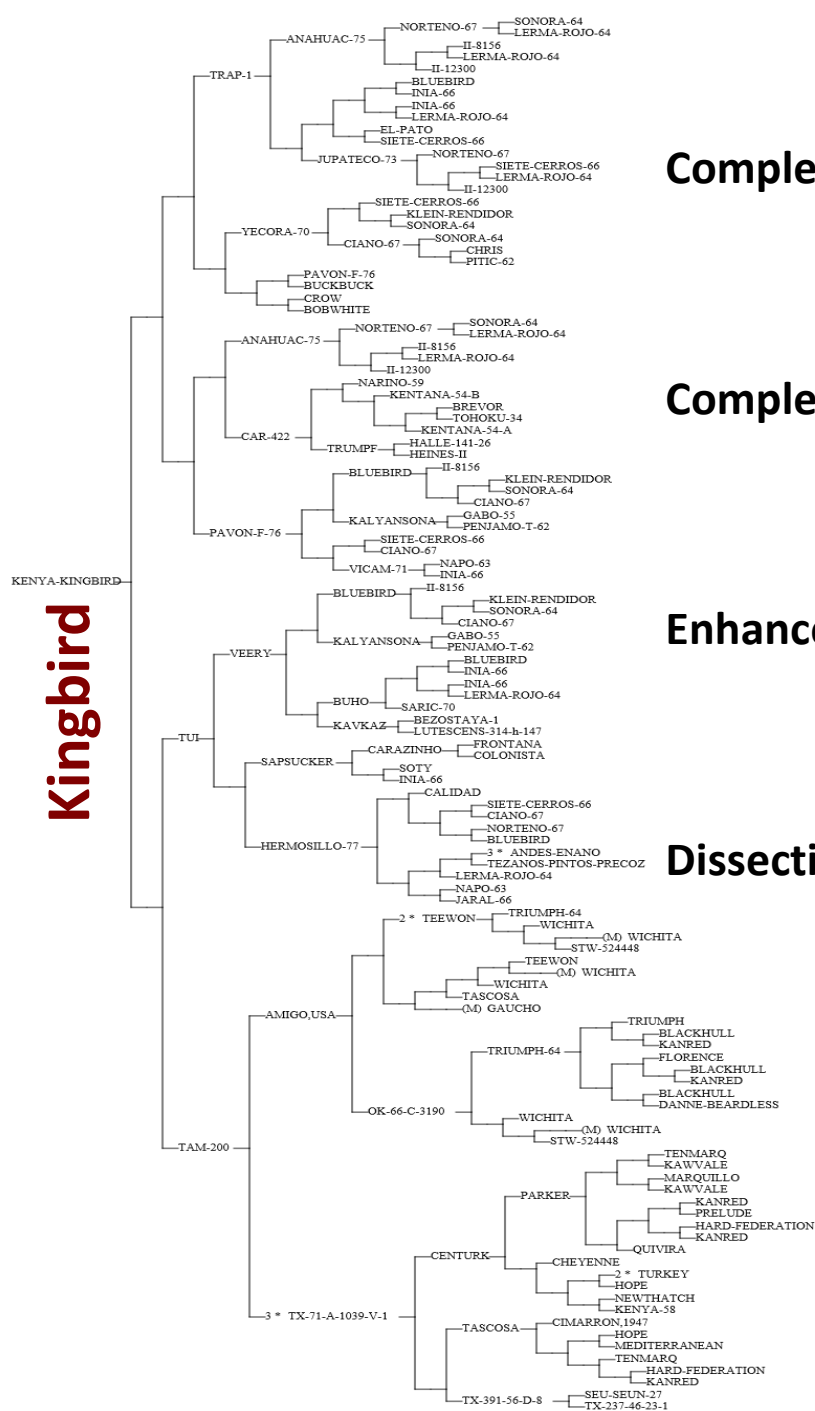 SONORA-64
NORTENO-67
LERMA-ROJO-64
ANAHUAC-75
II-8156
LERMA-ROJO-64
II-12300
TRAP-1
BLUEBIRD
INIA-66
INIA-66
LERMA-ROJO-64
EL-PATO
SIETE-CERROS-66
NORTENO-67
JUPATECO-73
SIETE-CERROS-66
LERMA-ROJO-64
II-12300
Comple
SIETE-CERROS-66
KLEIN-RENDIDOR
SONORA-64
YECORA-70
SONORA-64
CIANO-67
CHRIS
PITIC-62
PAVON-F-76
BUCKBUCK
CROW
BOBWHITE
SONORA-64
NORTENO-67
LERMA-ROJO-64
ANAHUAC-75
II-8156
LERMA-ROJO-64
II-12300
NARINO-59
KENTANA-54-B
Comple
BREVOR
TOHOKU-34
KENTANA-54-A
CAR-422
HALLE-141-26
TRUMPF
HEINES-II
II-8156
BLUEBIRD
KLEIN-RENDIDOR
SONORA-64
CIANO-67
GABO-55
KALYANSONA
PENJAMO-T-62
PAVON-F-76
SIETE-CERROS-66
CIANO-67
NAPO-63
VICAM-71
INIA-66
KENYA-KINGBIRD
Kingbird
II-8156
BLUEBIRD
KLEIN-RENDIDOR
SONORA-64
CIANO-67
Enhance
GABO-55
KALYANSONA
PENJAMO-T-62
VEERY
BLUEBIRD
INIA-66
INIA-66
LERMA-ROJO-64
BUHO
SARIC-70
BEZOSTAYA-1
KAVKAZ
LUTESCENS-314-h-147
TUI
FRONTANA
CARAZINHO
COLONISTA
SAPSUCKER
SOTY
INIA-66
CALIDAD
SIETE-CERROS-66
CIANO-67
NORTENO-67
BLUEBIRD
HERMOSILLO-77
3 * ANDES-ENANO
TEZANOS-PINTOS-PRECOZ
Dissecti
LERMA-ROJO-64
NAPO-63
JARAL-66
TRIUMPH-64
2 * TEEWON
WICHITA
(M) WICHITA
STW-524448
TEEWON
(M) WICHITA
WICHITA
TASCOSA
(M) GAUCHO
AMIGO,USA
TRIUMPH
BLACKHULL
KANRED
TRIUMPH-64
FLORENCE
BLACKHULL
KANRED
BLACKHULL
DANNE-BEARDLESS
OK-66-C-3190
WICHITA
(M) WICHITA
STW-524448
TAM-200
TENMARQ
KAWVALE
MARQUILLO
KAWVALE
PARKER
KANRED
PRELUDE
HARD-FEDERATION
KANRED
QUIVIRA
CENTURK
CHEYENNE
2 * TURKEY
HOPE
NEWTHATCH
KENYA-58
3 * TX-71-A-1039-V-1
CIMARRON,1947
TASCOSA
HOPE
MEDITERRANEAN
TENMARQ
HARD-FEDERATION
KANRED
SEU-SEUN-27
TX-391-56-D-8
TX-237-46-23-1